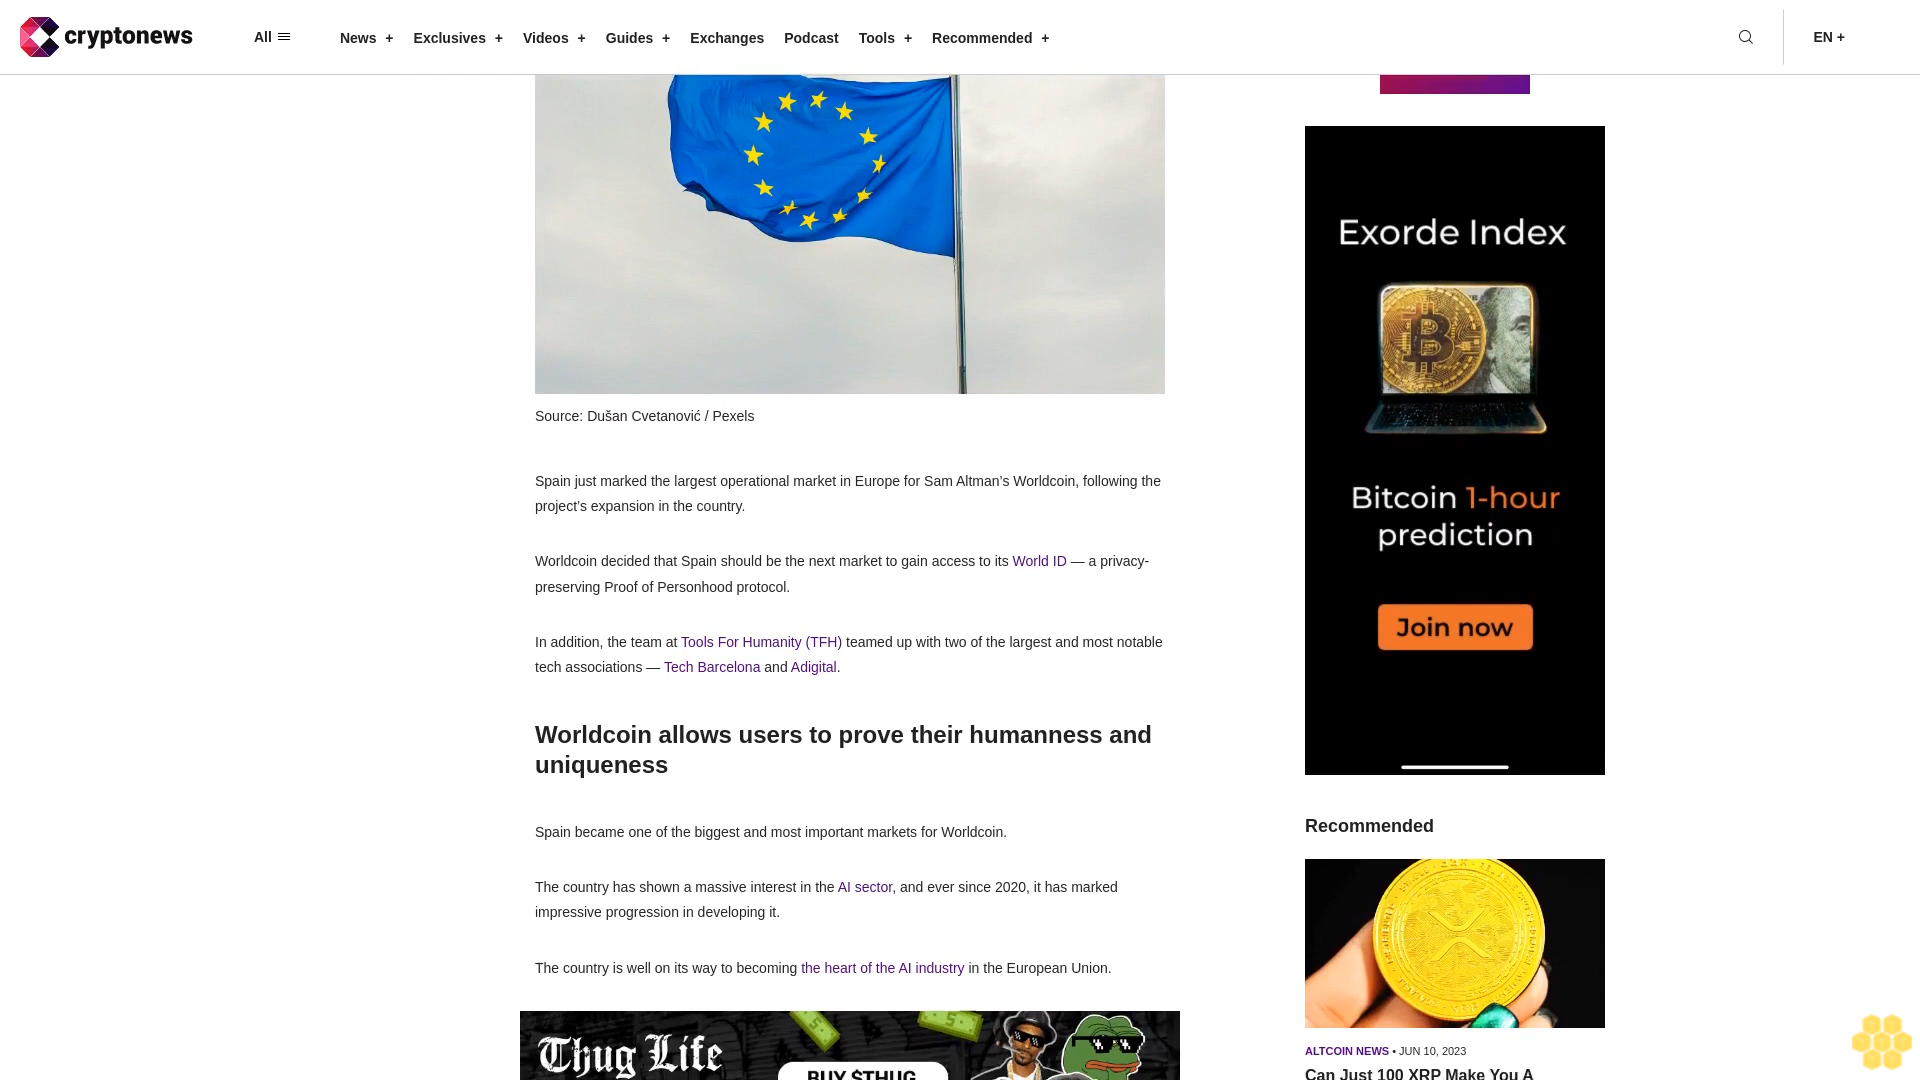 cryptonews
All
News +
Exclusives +
Videos +
Guides +
Exchanges
Podcast
Tools +
Recommended +
EN +
Source: Dušan Cvetanović / Pexels
Spain just marked the largest operational market in Europe for Sam Altman’s Worldcoin, following the
project’s expansion in the country.
Worldcoin decided that Spain should be the next market to gain access to its World ID — a privacy-
preserving Proof of Personhood protocol.
In addition, the team at Tools For Humanity (TFH) teamed up with two of the largest and most notable
tech associations — Tech Barcelona and Adigital.
Worldcoin allows users to prove their humanness and
uniqueness
Spain became one of the biggest and most important markets for Worldcoin.
The country has shown a massive interest in the AI sector, and ever since 2020, it has marked
impressive progression in developing it.
The country is well on its way to becoming the heart of the AI industry in the European Union.
Thug Life
BUY $THUG
Exorde Index
Bitcoin 1-hour
prediction
Join now
Recommended
ALTCOIN NEWS • JUN 10, 2023
Can Just 100 XRP Make You A